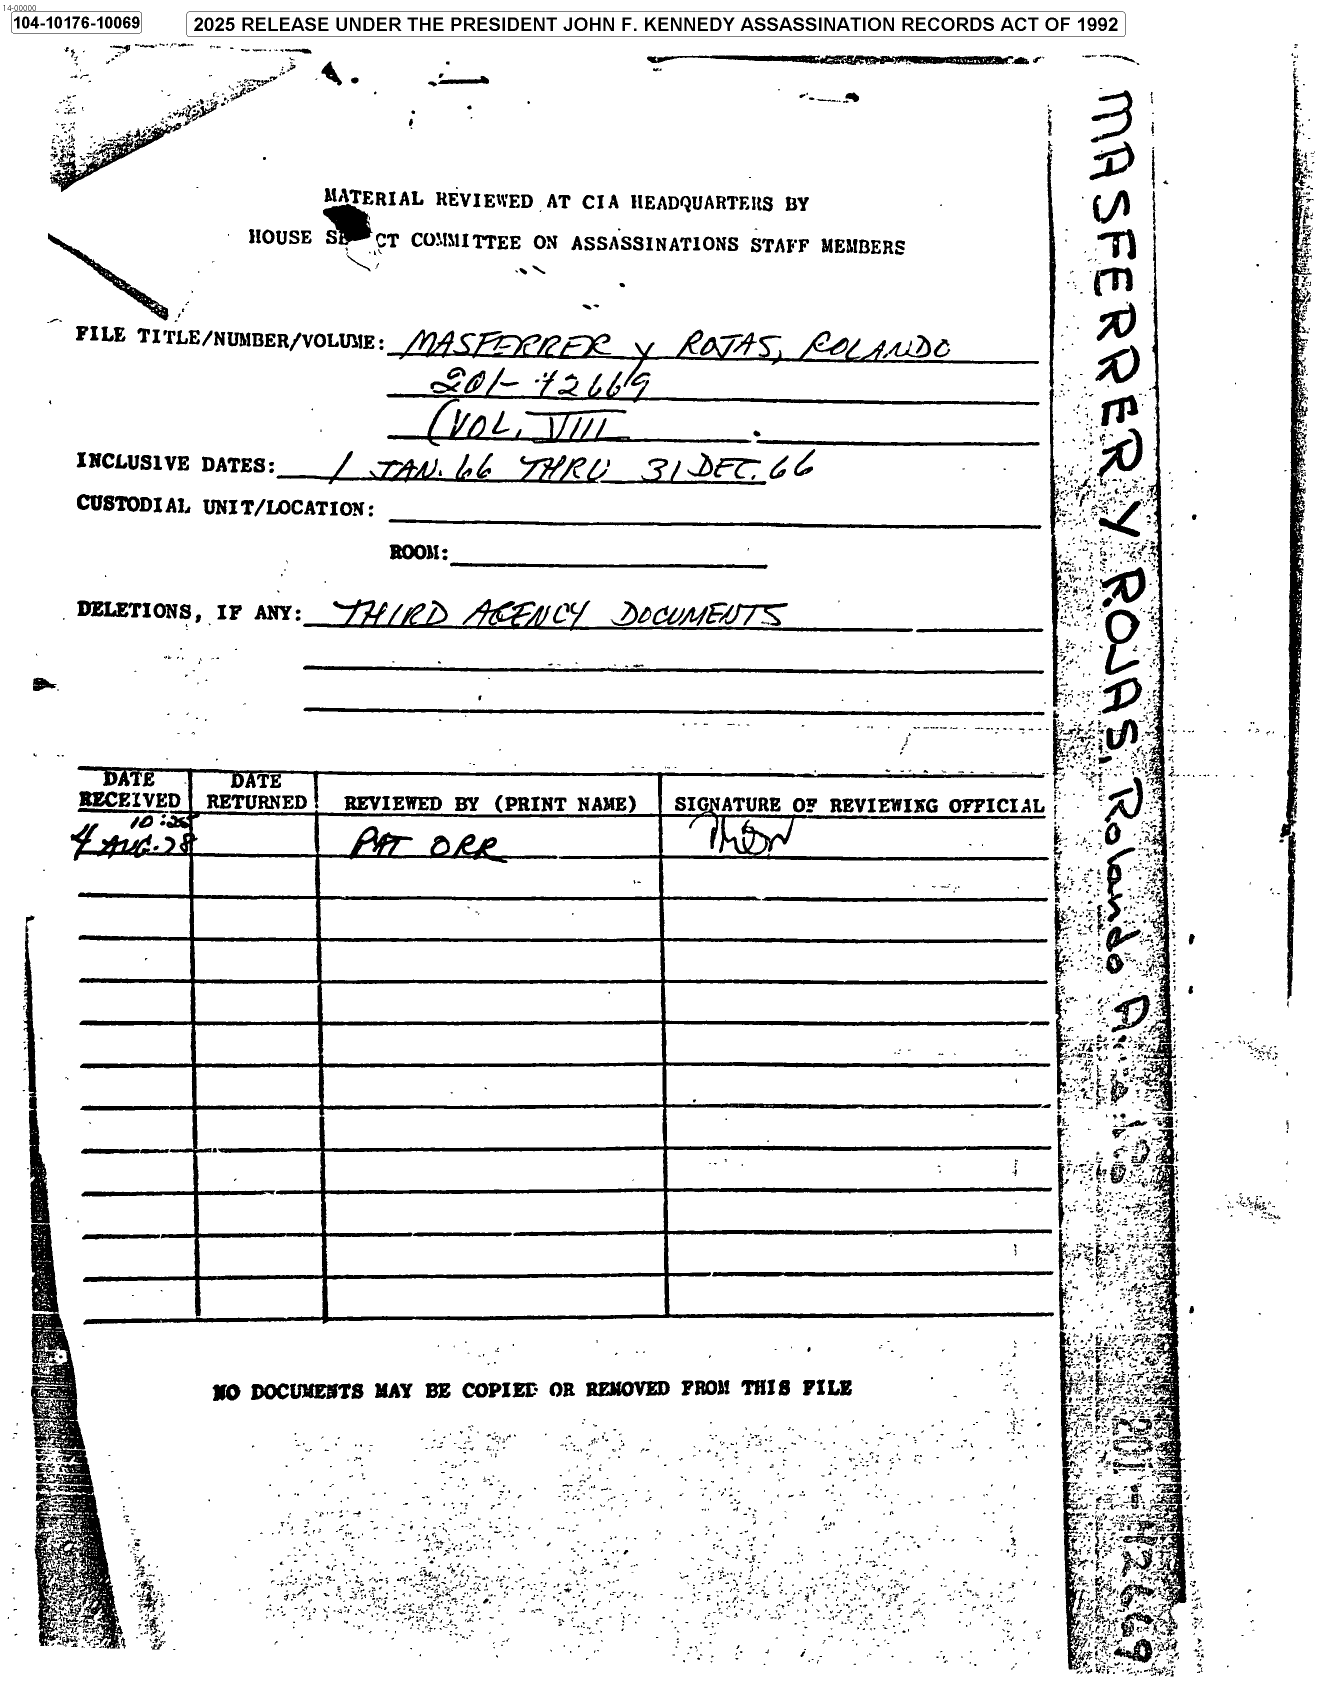 14-00000
104-10176-10069
2025 RELEASE UNDER THE PRESIDENT JOHN F. KENNEDY ASSASSINATION RECORDS ACT OF 1992
MATERIAL REVIEWED AT CIA HEADQUARTERS BY
HOUSE SE CT COMMITTEE ON ASSASSINATIONS STAFF MEMBERS
FILE TITLE/NUMBER/VOLUME: MASFERRER y ROJAS, ROLANDO
201-42669
(VOL, VIII
INCLUSIVE DATES: 1 JAN. 66 THRU 31 DEC. 66
CUSTODIAL UNIT/LOCATION:
ROOM:
DELETIONS, IF ANY: THIRD AGENCY DOCUMENTS
DATE RECEIVED DATE RETURNED REVIEWED BY (PRINT NAME) SIGNATURE OF REVIEWING OFFICIAL
10:25
4 AUG. 78 PAT ORR
NO DOCUMENTS MAY BE COPIED OR REMOVED FROM THIS FILE
MASFERRER y ROJAS, Rolando
201-42669